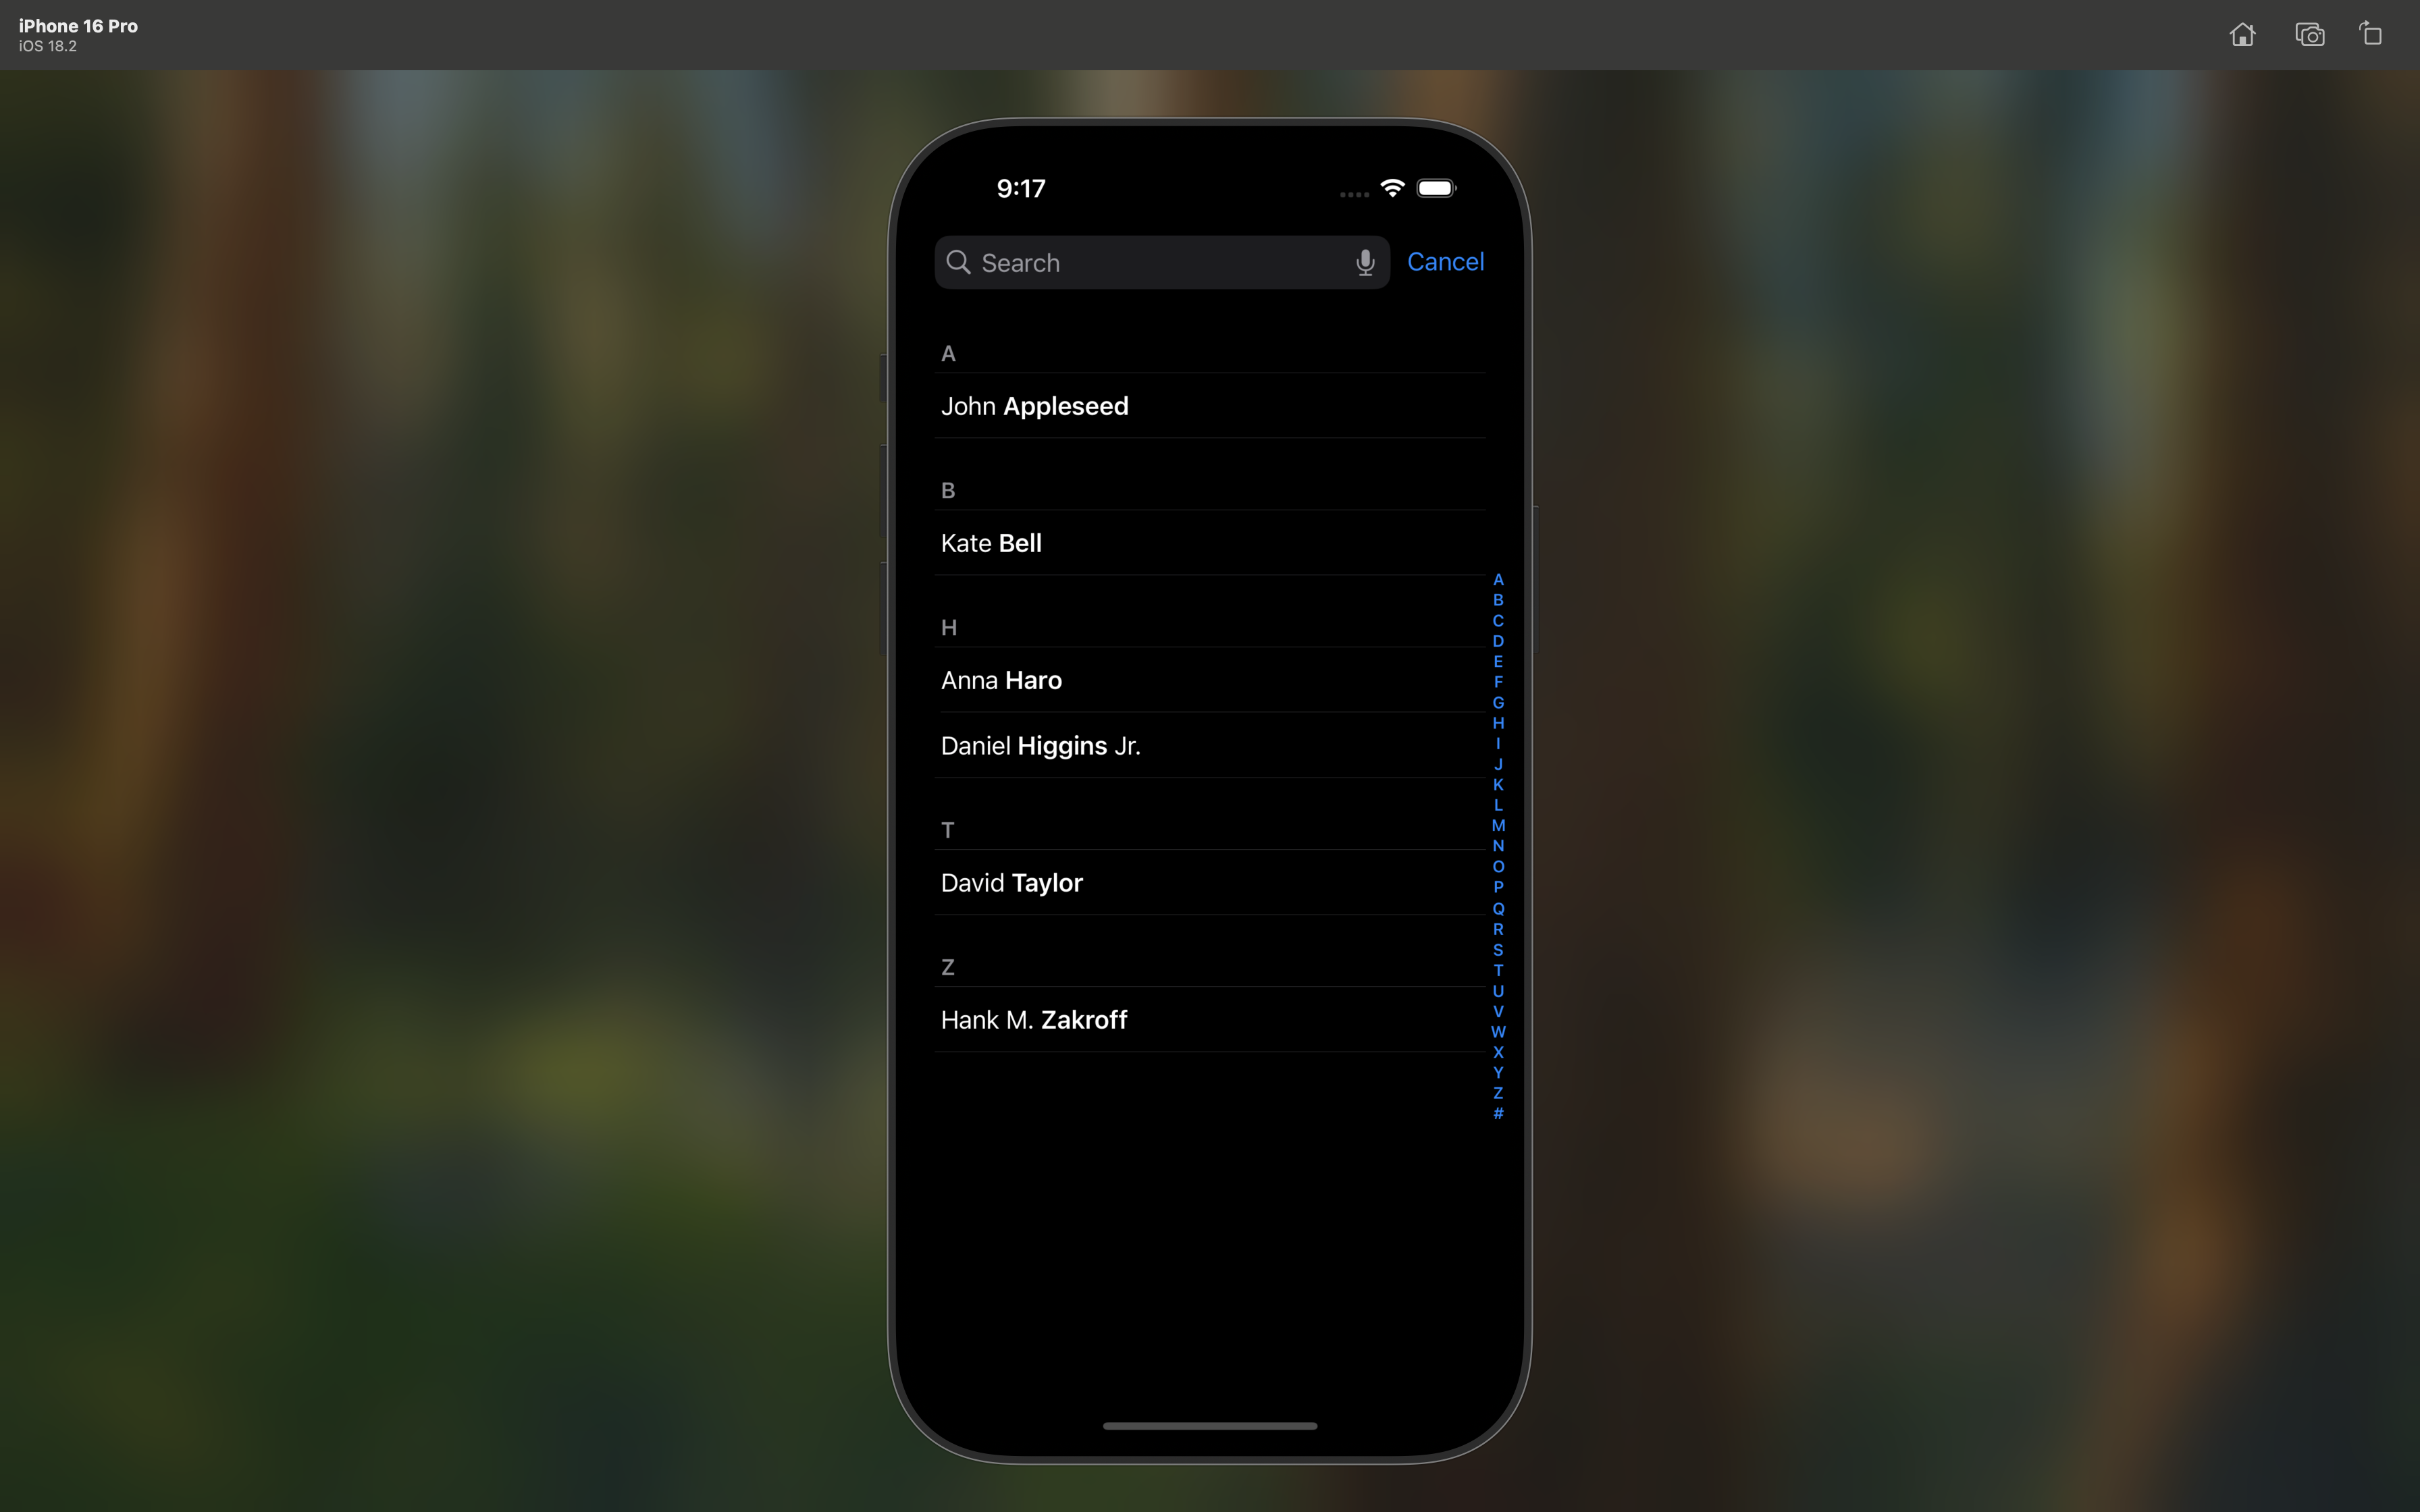 iPhone 16 Pro
iOS 18.2
9:17
Search
Cancel
A
John Appleseed
B
Kate Bell
H
Anna Haro
Daniel Higgins Jr.
T
David Taylor
Z
Hank M. Zakroff
A
B
C
D
E
F
G
H
I
J
K
L
M
N
O
P
Q
R
S
T
U
V
W
X
Y
Z
#